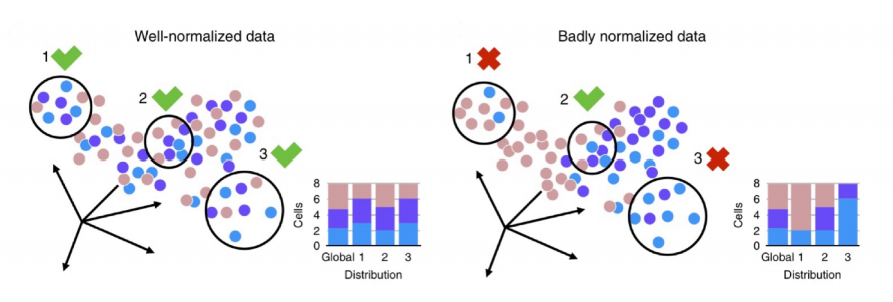 Well-normalized data
1
2
3
Cells
8
6
4
2
0
Global 1 2 3
Distribution
Badly normalized data
1
2
3
Cells
8
6
4
2
0
Global 1 2 3
Distribution